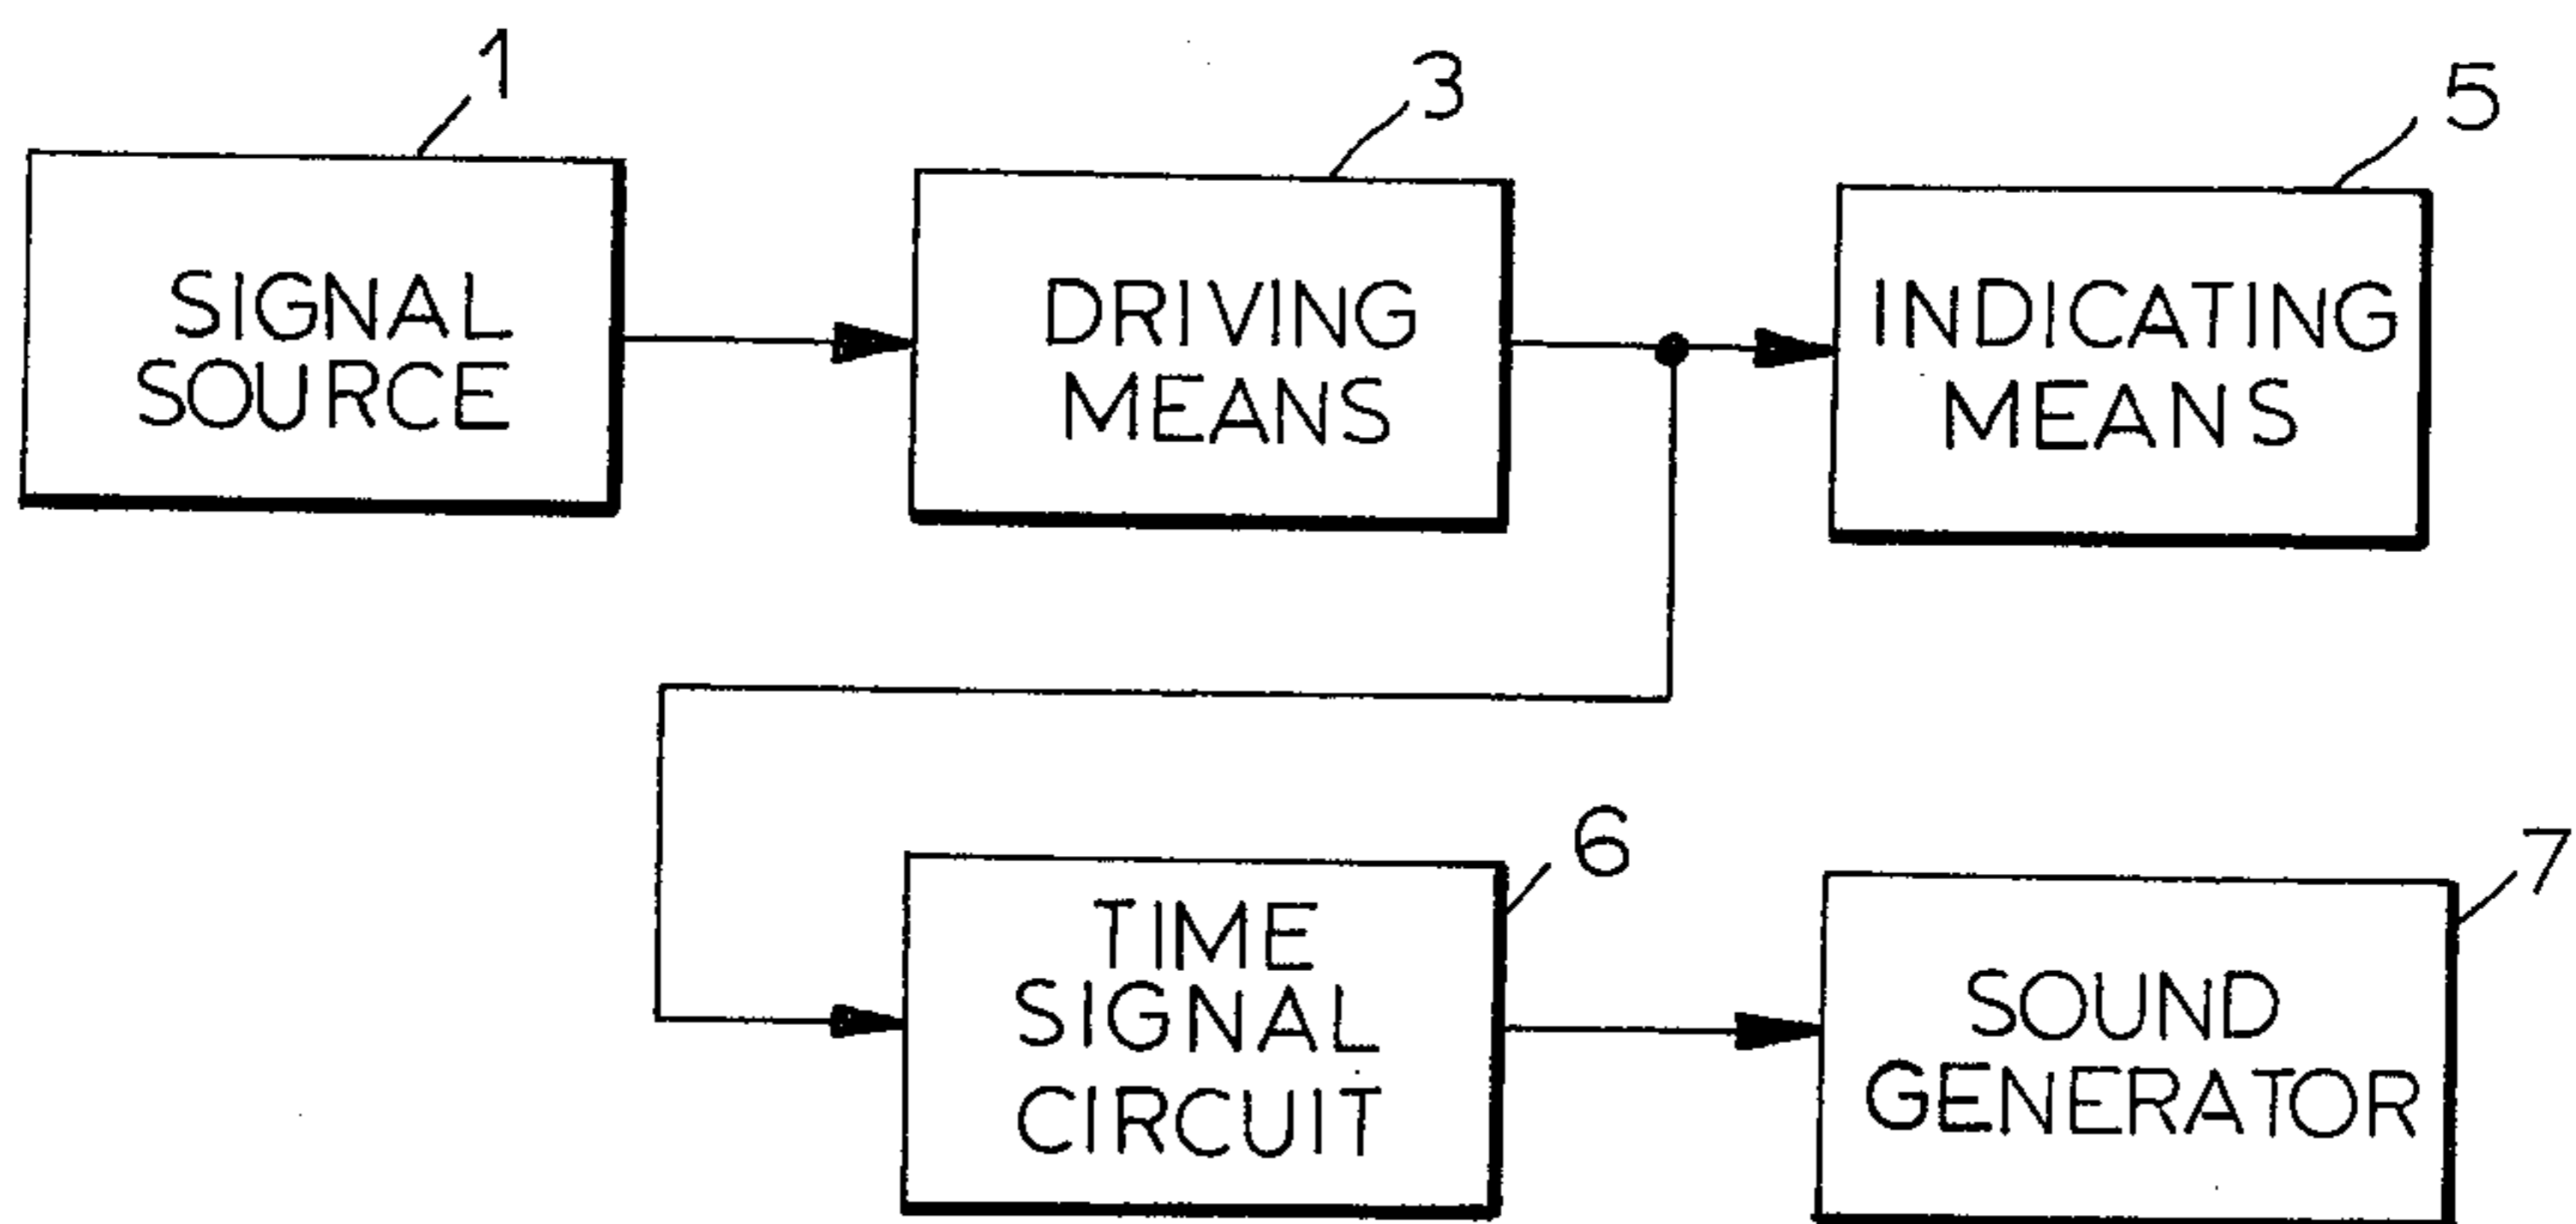 1
3
5
SIGNAL
SOURCE
DRIVING
MEANS
INDICATING
MEANS
6
7
TIME
SIGNAL
CIRCUIT
SOUND
GENERATOR